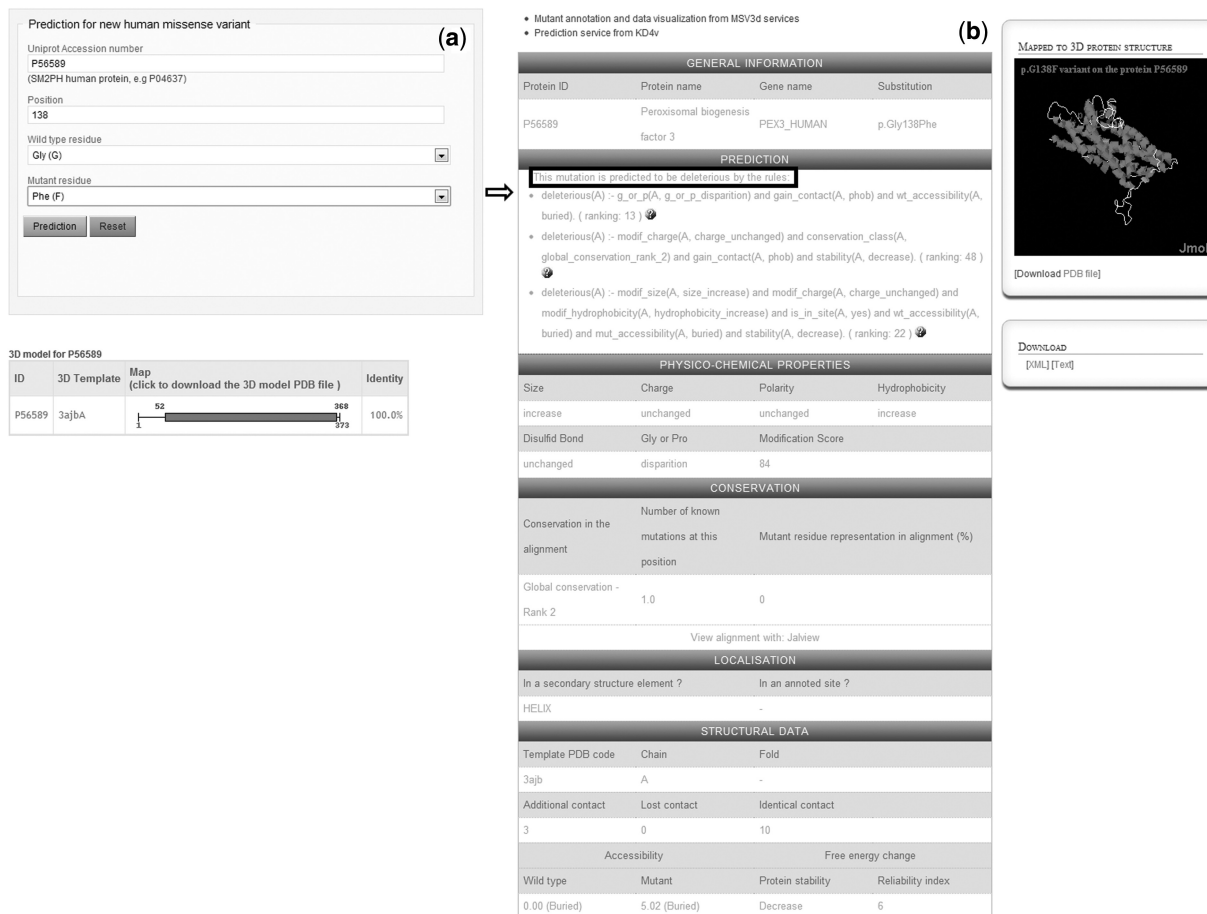 Prediction for new human missense variant
(a)
Uniprot Accession number
P56589
(SM2PH human protein, e.g P04637)
Position
138
Wild type residue
Gly (G)
Mutant residue
Phe (F)
Prediction Reset
3D model for P56589
ID 3D Template Map (click to download the 3D model PDB file ) Identity
P56589 3ajbA 52 368 1 373 100.0%
Mutant annotation and data visualization from MSV3d services
Prediction service from KD4v
(b)
GENERAL INFORMATION
Protein ID Protein name Gene name Substitution
P56589 Peroxisomal biogenesis factor 3 PEX3_HUMAN p.Gly138Phe
PREDICTION
This mutation is predicted to be deleterious by the rules:
deleterious(A) :- g_or_p(A, g_or_p_disparition) and gain_contact(A, phob) and wt_accessibility(A,
buried). ( ranking: 13 )
deleterious(A) :- modif_charge(A, charge_unchanged) and conservation_class(A,
global_conservation_rank_2) and gain_contact(A, phob) and stability(A, decrease). ( ranking: 48 )
deleterious(A) :- modif_size(A, size_increase) and modif_charge(A, charge_unchanged) and
modif_hydrophobicity(A, hydrophobicity_increase) and is_in_site(A, yes) and wt_accessibility(A,
buried) and mut_accessibility(A, buried) and stability(A, decrease). ( ranking: 22 )
PHYSICO-CHEMICAL PROPERTIES
Size Charge Polarity Hydrophobicity
increase unchanged unchanged increase
Disulfid Bond Gly or Pro Modification Score
unchanged disparition 84
CONSERVATION
Conservation in the alignment Number of known mutations at this position Mutant residue representation in alignment (%)
Global conservation - Rank 2 1.0 0
View alignment with: Jalview
LOCALISATION
In a secondary structure element ? In an annoted site ?
HELIX -
STRUCTURAL DATA
Template PDB code Chain Fold
3ajb A -
Additional contact Lost contact Identical contact
3 0 10
Accessibility Free energy change
Wild type Mutant Protein stability Reliability index
0.00 (Buried) 5.02 (Buried) Decrease 6
Mapped to 3D protein structure
p.G138F variant on the protein P56589
Jmol
[Download PDB file]
Download
[XML] [Text]